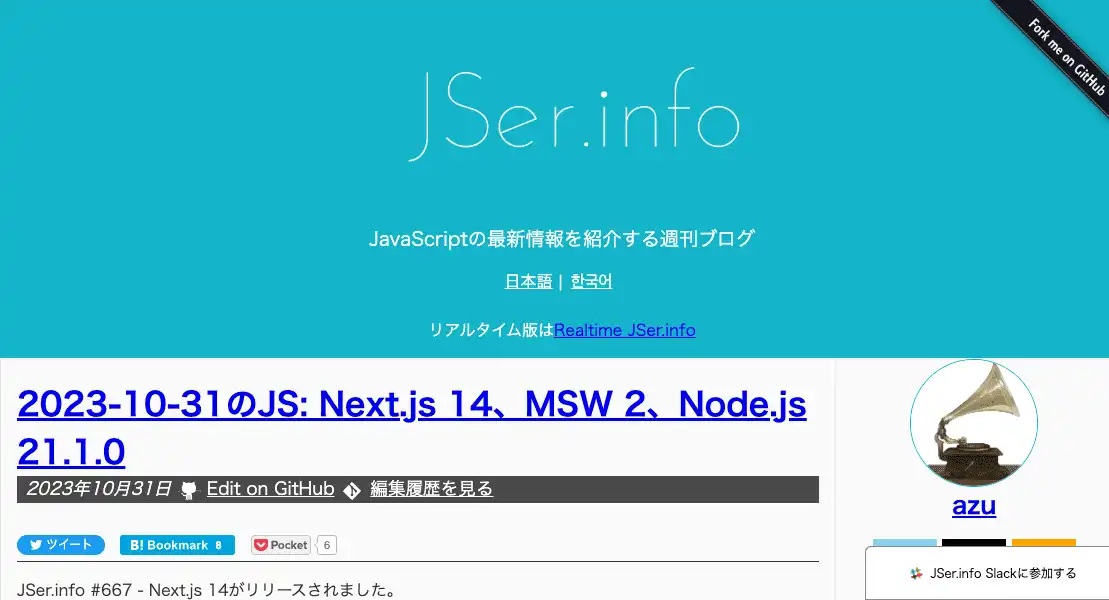 Fork me on GitHub
JSer.info
JavaScriptの最新情報を紹介する週刊ブログ
日本語 | 한국어
リアルタイム版はRealtime JSer.info
2023-10-31のJS: Next.js 14、MSW 2、Node.js
21.1.0
2023年10月31日 Edit on GitHub 編集履歴を見る
azu
ツイート B! Bookmark 8 Pocket 6
JSer.info Slackに参加する
JSer.info #667 - Next.js 14がリリースされました。